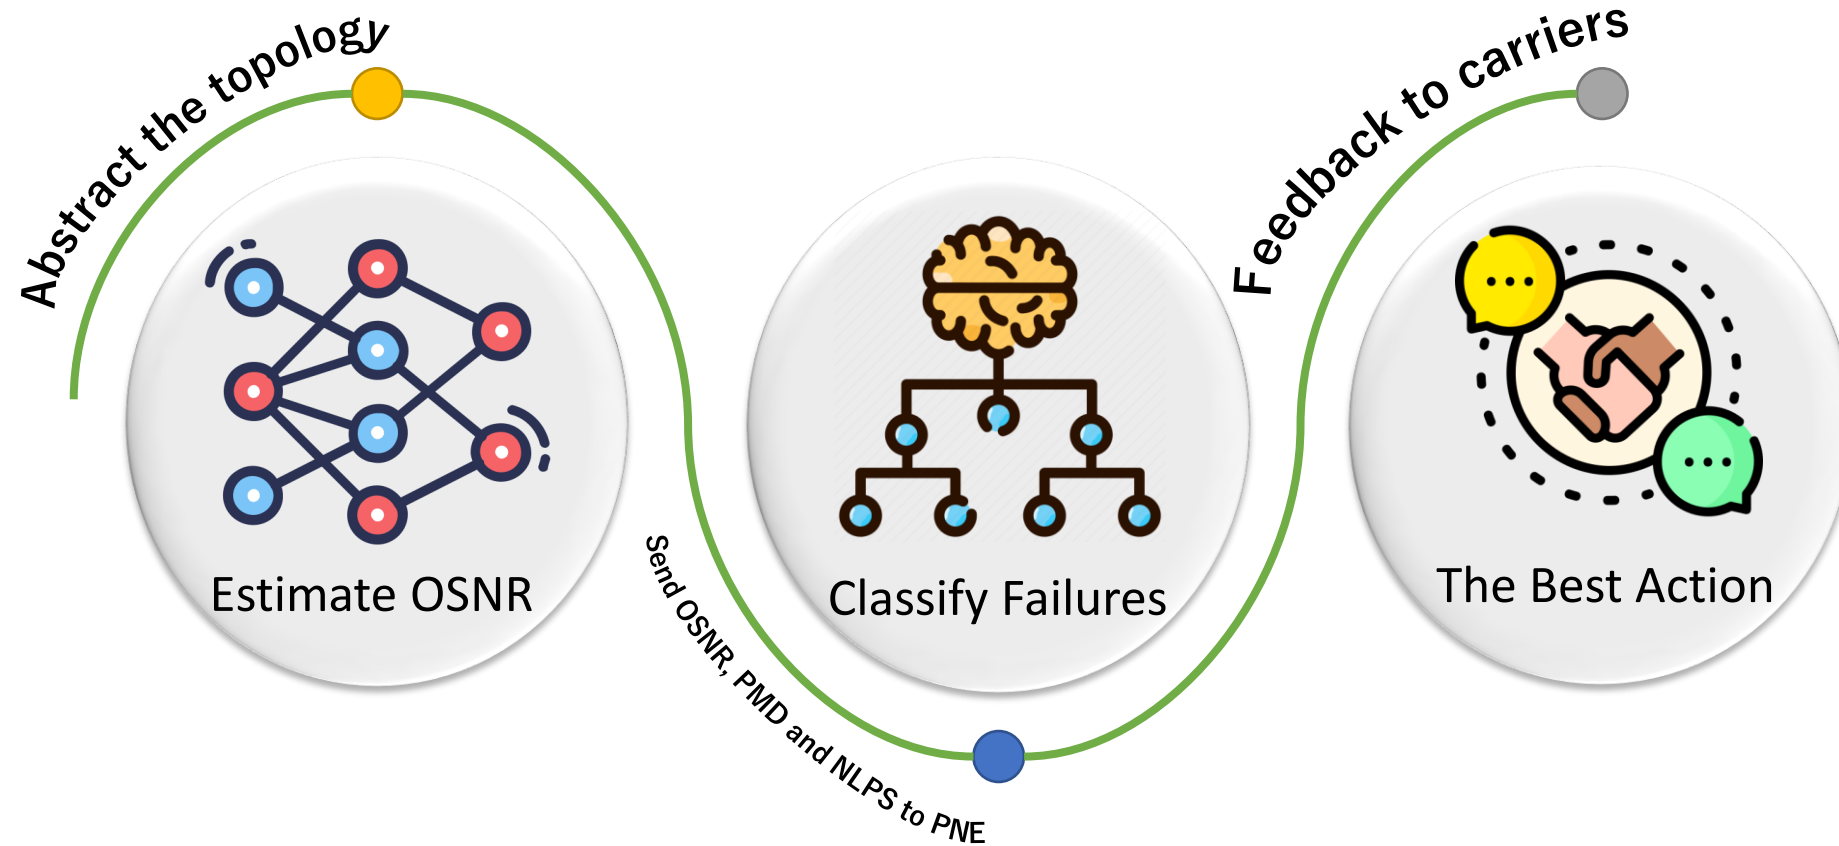 Abstract the topology
Estimate OSNR
Send OSNR, PMD and NLPS to PNE
Classify Failures
Feedback to carriers
The Best Action